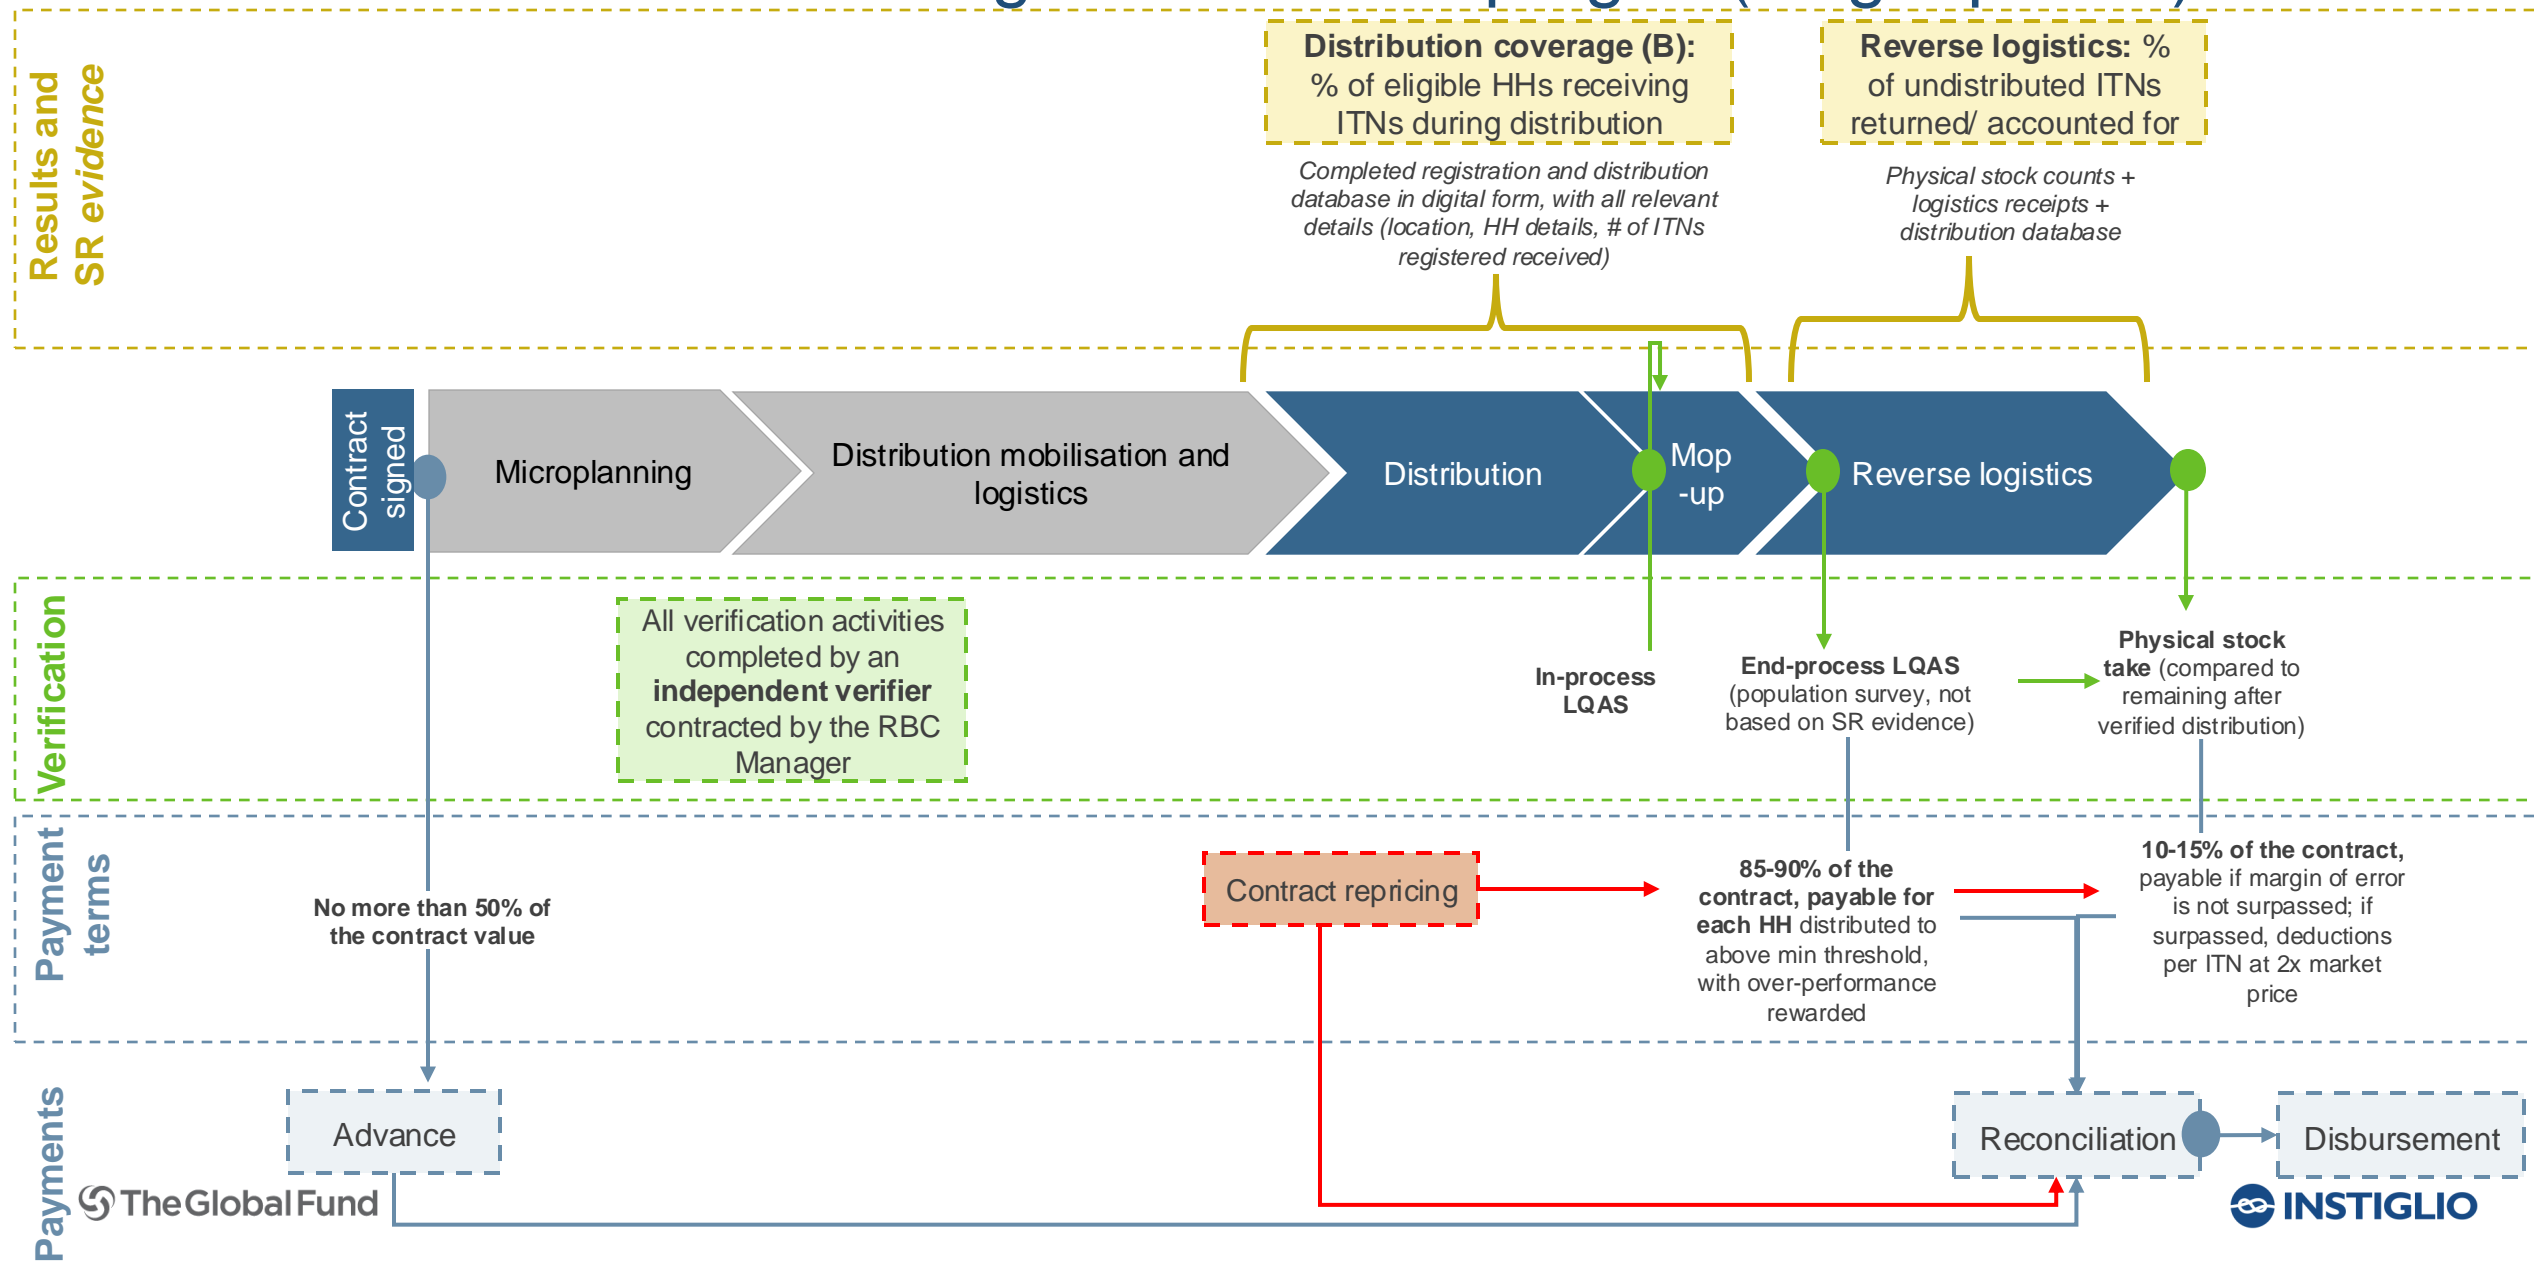 Results and
SR evidence
Distribution coverage (B):
% of eligible HHs receiving
ITNs during distribution
Completed registration and distribution
database in digital form, with all relevant
details (location, HH details, # of ITNs
registered received)
Reverse logistics: %
of undistributed ITNs
returned/ accounted for
Physical stock counts +
logistics receipts +
distribution database
Contract
signed
Microplanning
Distribution mobilisation and
logistics
Distribution
Mop
-up
Reverse logistics
Verification
All verification activities
completed by an
independent verifier
contracted by the RBC
Manager
In-process
LQAS
End-process LQAS
(population survey, not
based on SR evidence)
Physical stock
take (compared to
remaining after
verified distribution)
Payment
terms
No more than 50% of
the contract value
Contract repricing
85-90% of the
contract, payable for
each HH distributed to
above min threshold,
with over-performance
rewarded
10-15% of the contract,
payable if margin of error
is not surpassed; if
surpassed, deductions
per ITN at 2x market
price
Payments
Advance
Reconciliation
Disbursement
The Global Fund
INSTIGLIO